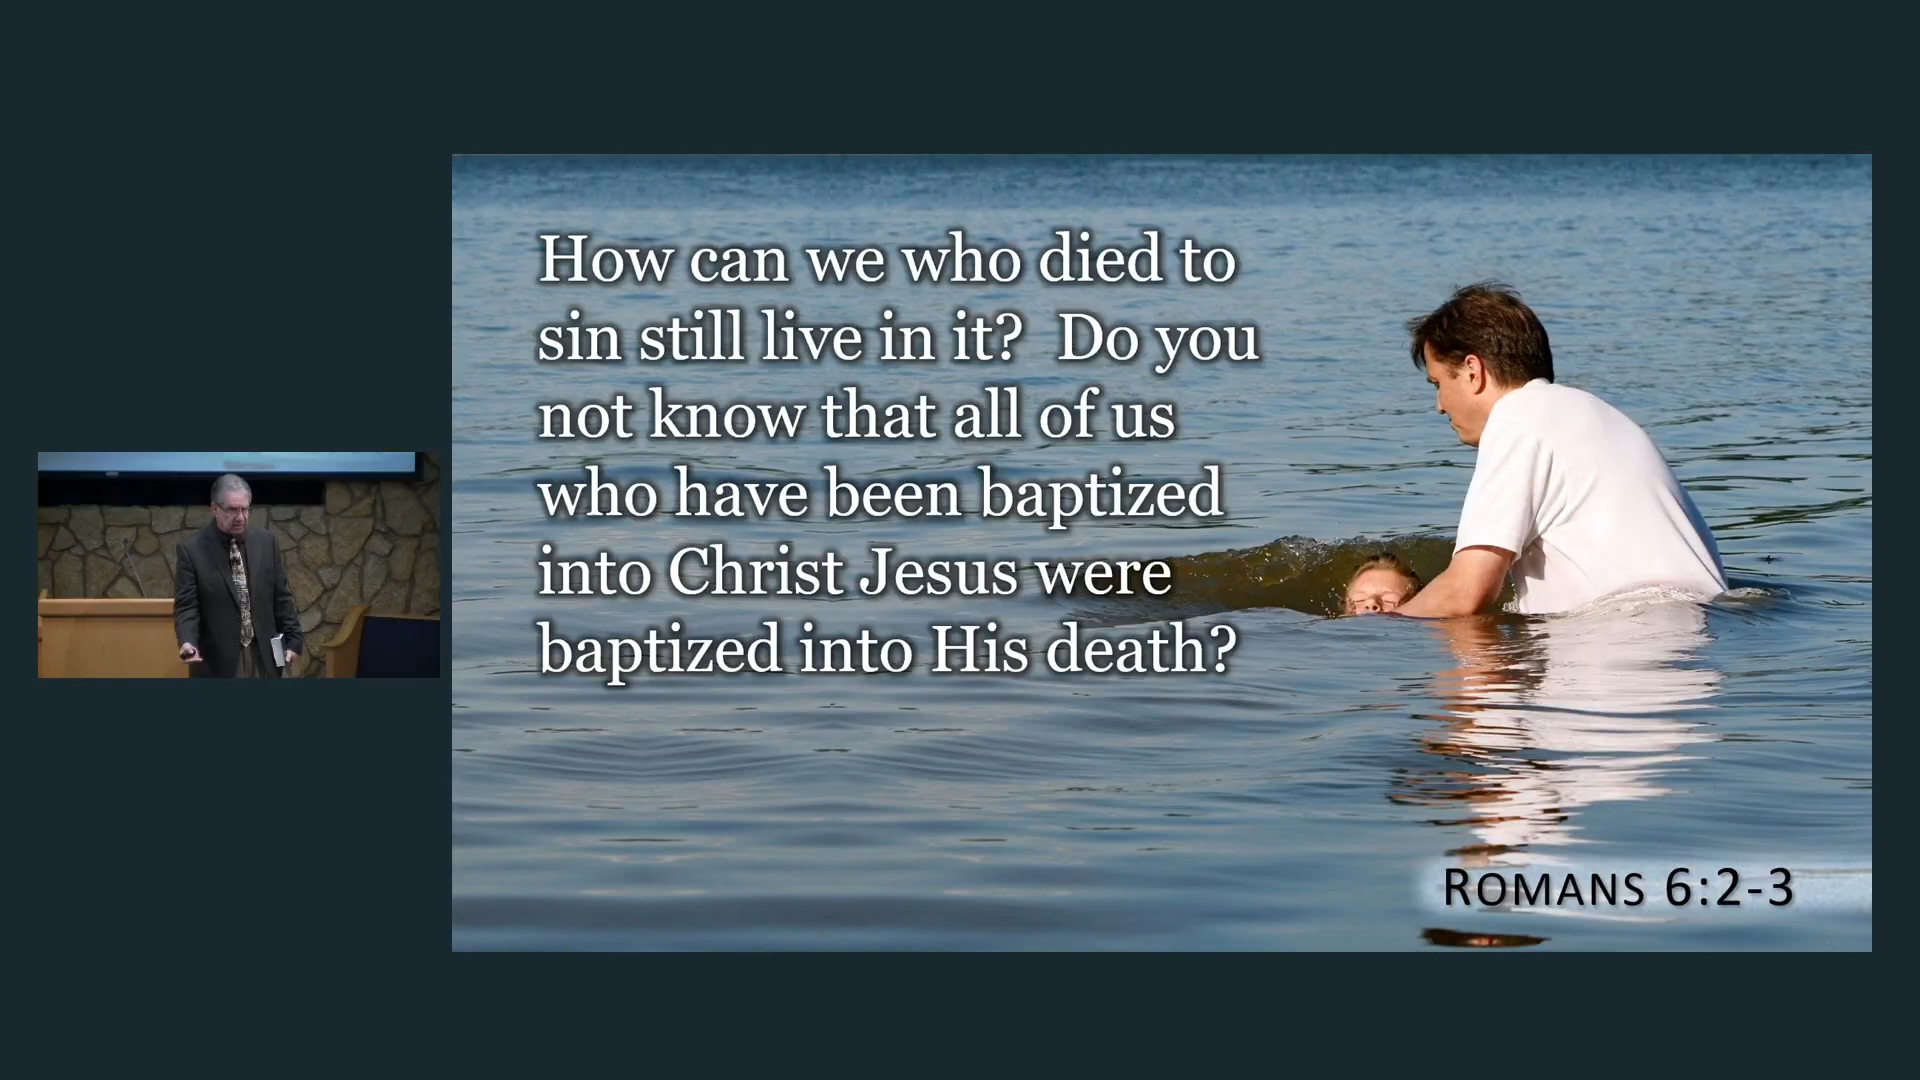 How can we who died to
sin still live in it? Do you
not know that all of us
who have been baptized
into Christ Jesus were
baptized into His death?
ROMANS 6:2-3